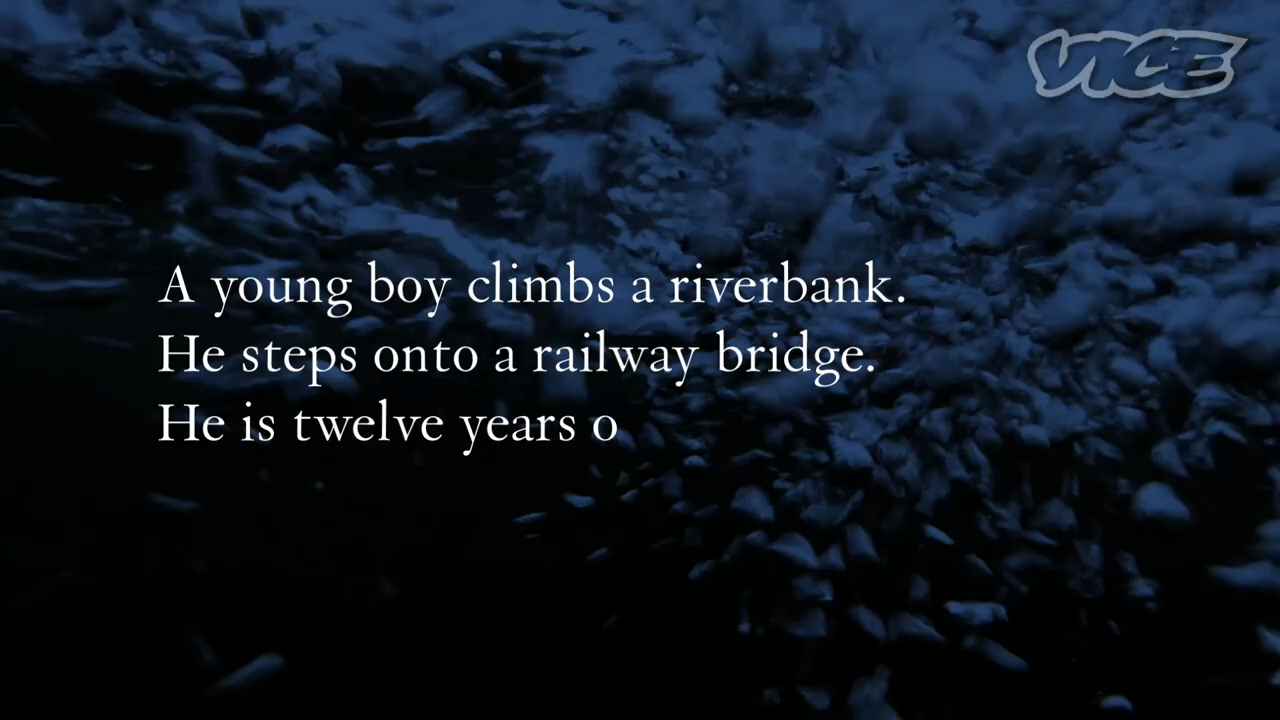 VICE
A young boy climbs a riverbank.
He steps onto a railway bridge.
He is twelve years o